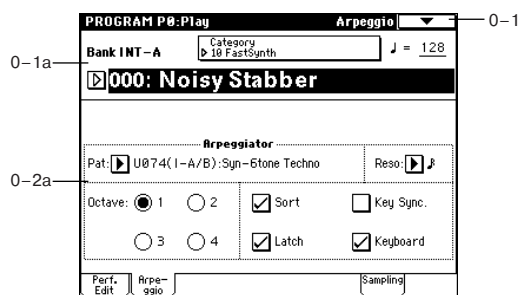 PROGRAM P0:Play Arpeggio
0–1
Bank INT-A Category 10 FastSynth ♩ = 128
0–1a
000: Noisy Stabber
Arpeggiator
Pat: U074(I-A/B):Syn-6tone Techno Reso: ♪
0–2a
Octave: 1 2 Sort Key Sync.
3 4 Latch Keyboard
Perf. Edit Arpe-ggio Sampling